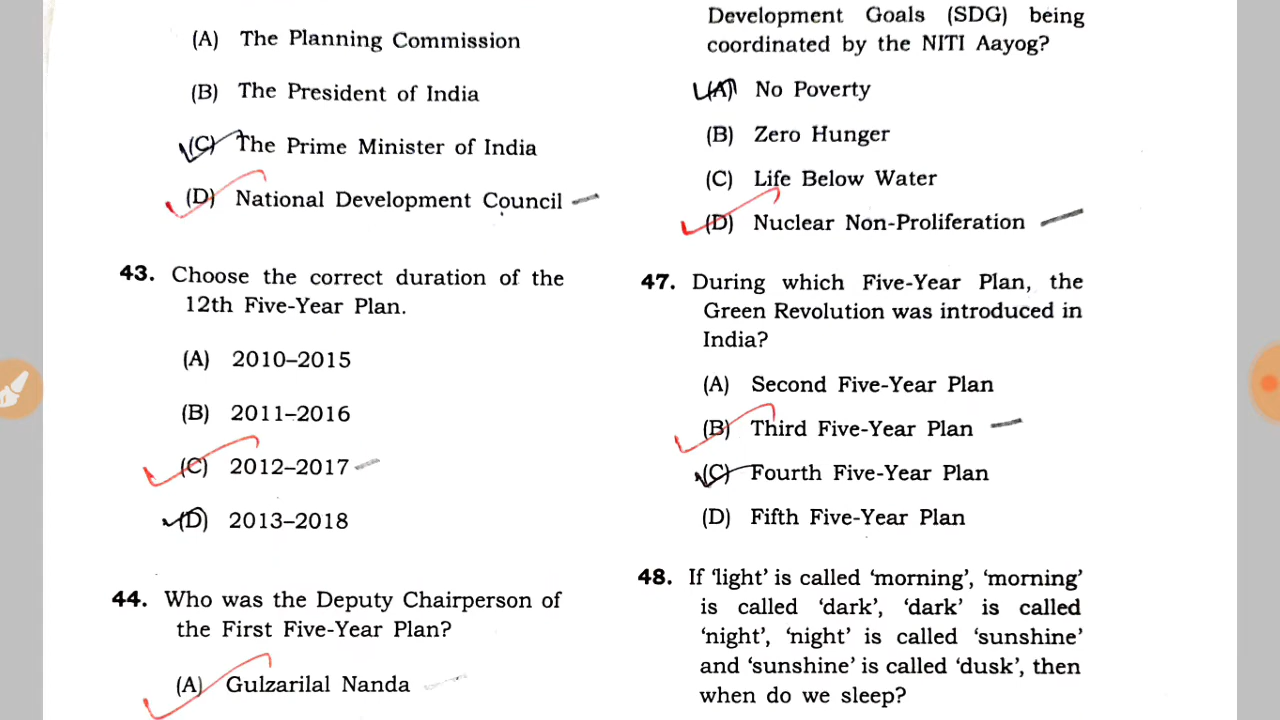 (A) The Planning Commission
(B) The President of India
(C) The Prime Minister of India
(D) National Development Council
43. Choose the correct duration of the
12th Five-Year Plan.
(A) 2010–2015
(B) 2011–2016
(C) 2012–2017
(D) 2013–2018
44. Who was the Deputy Chairperson of
the First Five-Year Plan?
(A) Gulzarilal Nanda
Development Goals (SDG) being
coordinated by the NITI Aayog?
(A) No Poverty
(B) Zero Hunger
(C) Life Below Water
(D) Nuclear Non-Proliferation
47. During which Five-Year Plan, the
Green Revolution was introduced in
India?
(A) Second Five-Year Plan
(B) Third Five-Year Plan
(C) Fourth Five-Year Plan
(D) Fifth Five-Year Plan
48. If ‘light’ is called ‘morning’, ‘morning’
is called ‘dark’, ‘dark’ is called
‘night’, ‘night’ is called ‘sunshine’
and ‘sunshine’ is called ‘dusk’, then
when do we sleep?